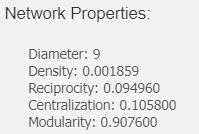 Network Properties:
Diameter: 9
Density: 0.001859
Reciprocity: 0.094960
Centralization: 0.105800
Modularity: 0.907600